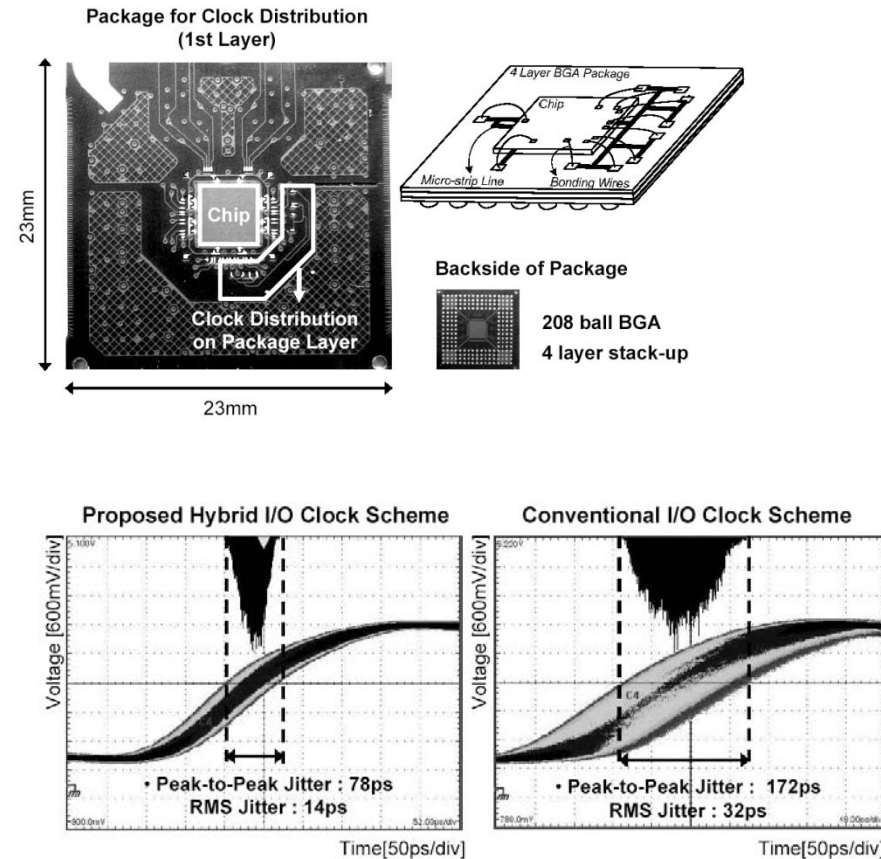 Package for Clock Distribution
(1st Layer)
23mm
Chip
Clock Distribution
on Package Layer
23mm
4 Layer BGA Package
Chip
Micro-strip Line
Bonding Wires
Backside of Package
208 ball BGA
4 layer stack-up
Proposed Hybrid I/O Clock Scheme
Voltage [600mV/div]
5.100V
• Peak-to-Peak Jitter : 78ps
RMS Jitter : 14ps
Time[50ps/div]
Conventional I/O Clock Scheme
Voltage [600mV/div]
C4
• Peak-to-Peak Jitter : 172ps
RMS Jitter : 32ps
Time[50ps/div]